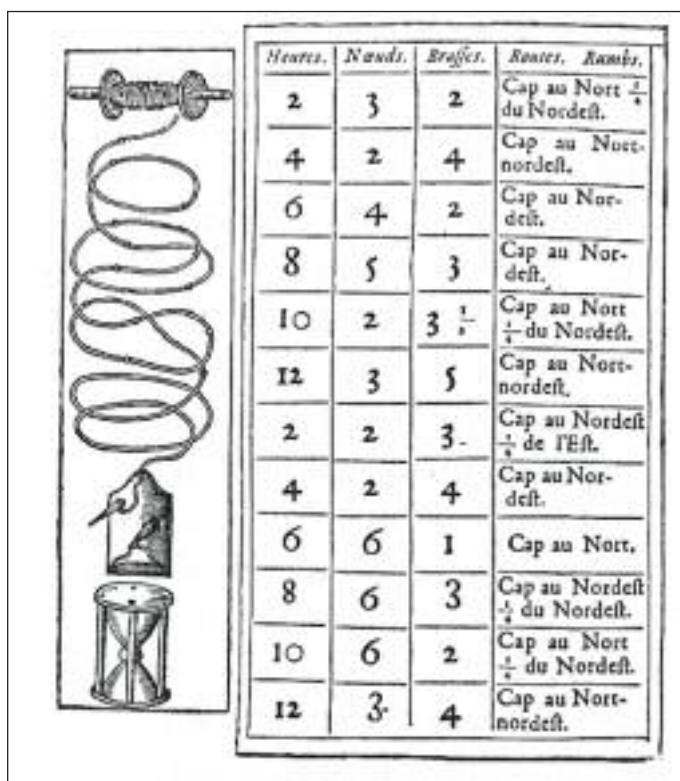 Heures. Nœuds. Braſſes. Routes. Rumbs.
2 3 2 Cap au Nort 1/4
du Nordeſt.
4 2 4 Cap au Nort-
nordeſt.
6 4 2 Cap au Nor-
deſt.
8 5 3 Cap au Nor-
deſt.
10 2 3 Cap au Nort
1/4 du Nordeſt.
12 3 5 Cap au Nort-
nordeſt.
2 2 3. Cap au Nordeſt
1/4 de l'Eſt.
4 2 4 Cap au Nor-
deſt.
6 6 1 Cap au Nort.
8 6 3 Cap au Nordeſt
1/4 du Nordeſt.
10 6 2 Cap au Nort
1/4 du Nordeſt.
12 3. 4 Cap au Nort-
nordeſt.